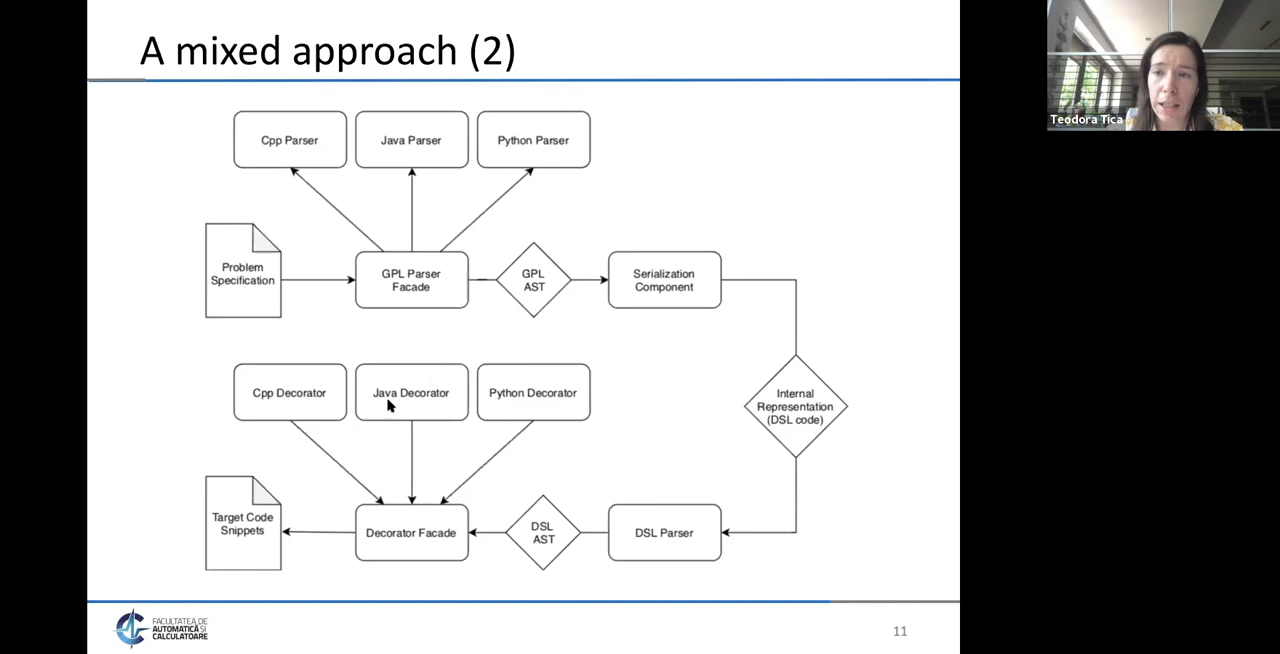 A mixed approach (2)
Teodora Tica
Cpp Parser
Java Parser
Python Parser
Problem
Specification
GPL Parser
Facade
GPL
AST
Serialization
Component
Cpp Decorator
Java Decorator
Python Decorator
Internal
Representation
(DSL code)
Target Code
Snippets
Decorator Facade
DSL
AST
DSL Parser
FACULTATEA DE
AUTOMATICĂ ȘI
CALCULATOARE
11